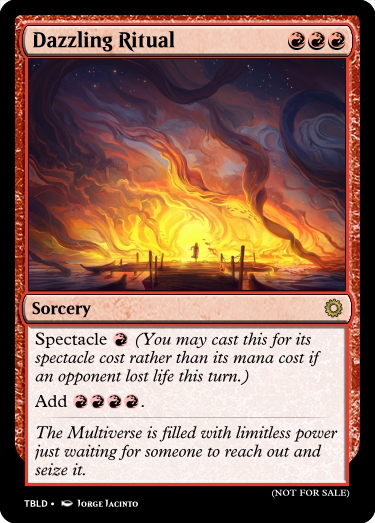 Dazzling Ritual
Sorcery
Spectacle (You may cast this for its
spectacle cost rather than its mana cost if
an opponent lost life this turn.)
Add .
The Multiverse is filled with limitless power
just waiting for someone to reach out and
seize it.
(NOT FOR SALE)
TBLD • Jorge Jacinto